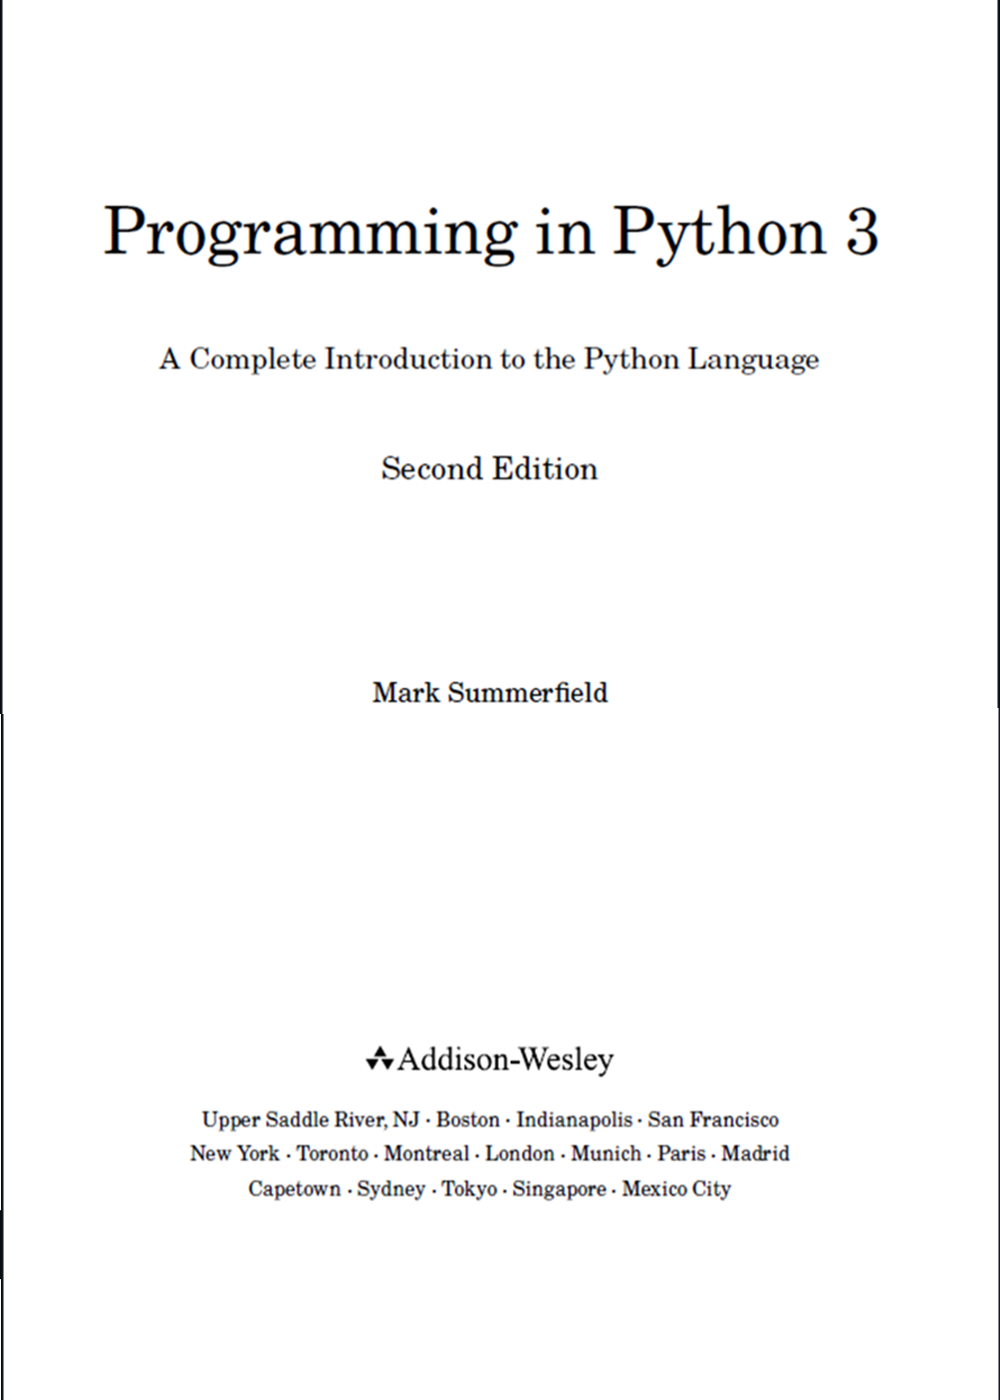 Programming in Python 3
A Complete Introduction to the Python Language
Second Edition
Mark Summerfield
Addison-Wesley
Upper Saddle River, NJ · Boston · Indianapolis · San Francisco
New York · Toronto · Montreal · London · Munich · Paris · Madrid
Capetown · Sydney · Tokyo · Singapore · Mexico City